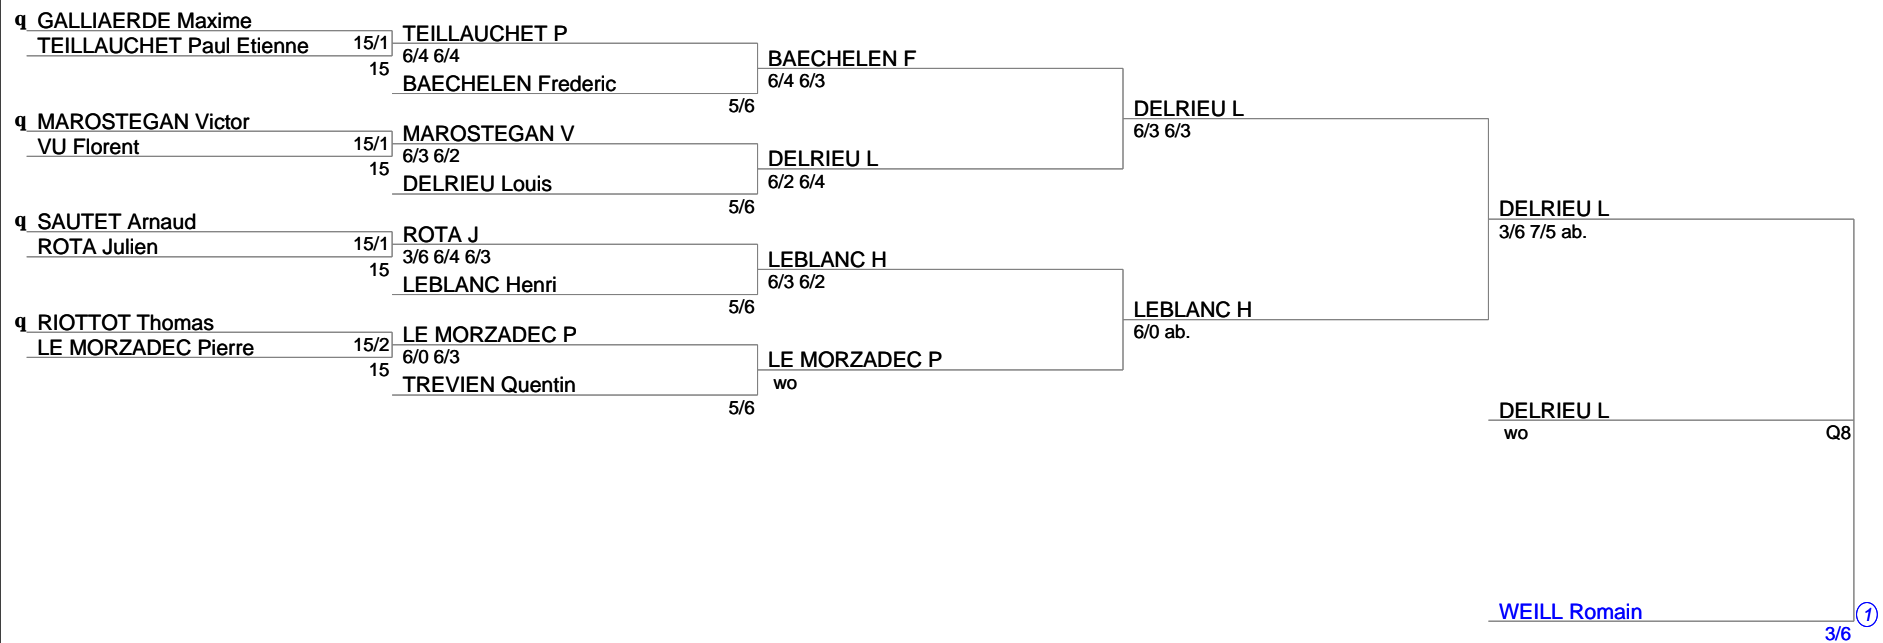 q GALLIAERDE Maxime
TEILLAUCHET Paul Etienne 15/1
15
TEILLAUCHET P
6/4 6/4
BAECHELEN Frederic
5/6
q MAROSTEGAN Victor
VU Florent 15/1
15
MAROSTEGAN V
6/3 6/2
DELRIEU Louis
5/6
q SAUTET Arnaud
ROTA Julien 15/1
15
ROTA J
3/6 6/4 6/3
LEBLANC Henri
5/6
q RIOTTOT Thomas
LE MORZADEC Pierre 15/2
15
LE MORZADEC P
6/0 6/3
TREVIEN Quentin
5/6
BAECHELEN F
6/4 6/3
DELRIEU L
6/2 6/4
LEBLANC H
6/3 6/2
LE MORZADEC P
wo
DELRIEU L
6/3 6/3
LEBLANC H
6/0 ab.
DELRIEU L
3/6 7/5 ab.
DELRIEU L
wo Q8
WEILL Romain 1
3/6